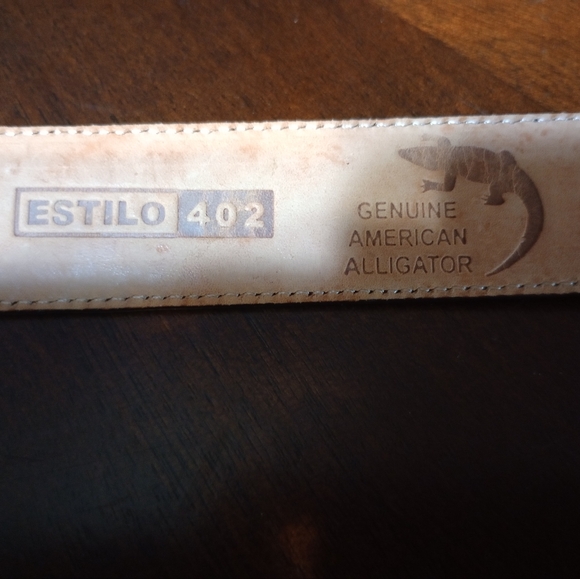 ESTILO 402
GENUINE
AMERICAN
ALLIGATOR